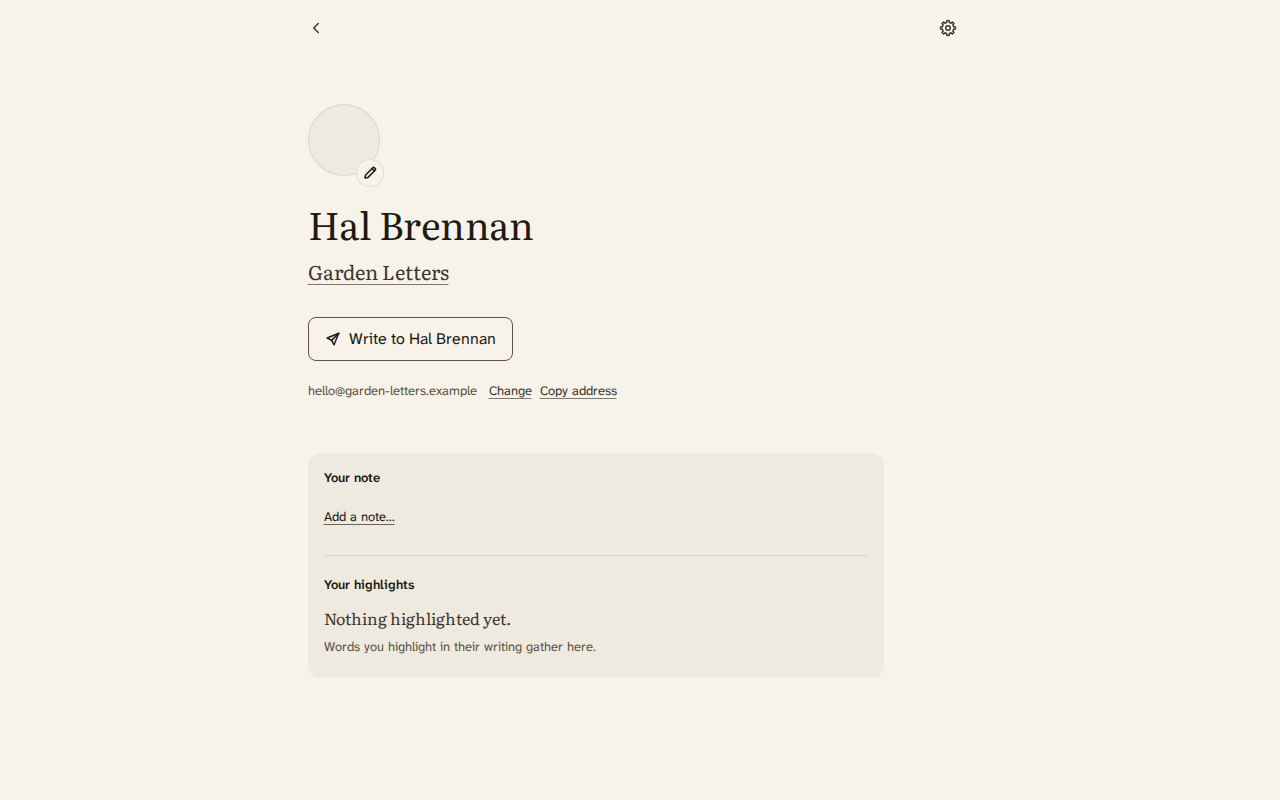 Hal Brennan
Garden Letters
Write to Hal Brennan
hello@garden-letters.example Change Copy address
Your note
Add a note...
Your highlights
Nothing highlighted yet.
Words you highlight in their writing gather here.